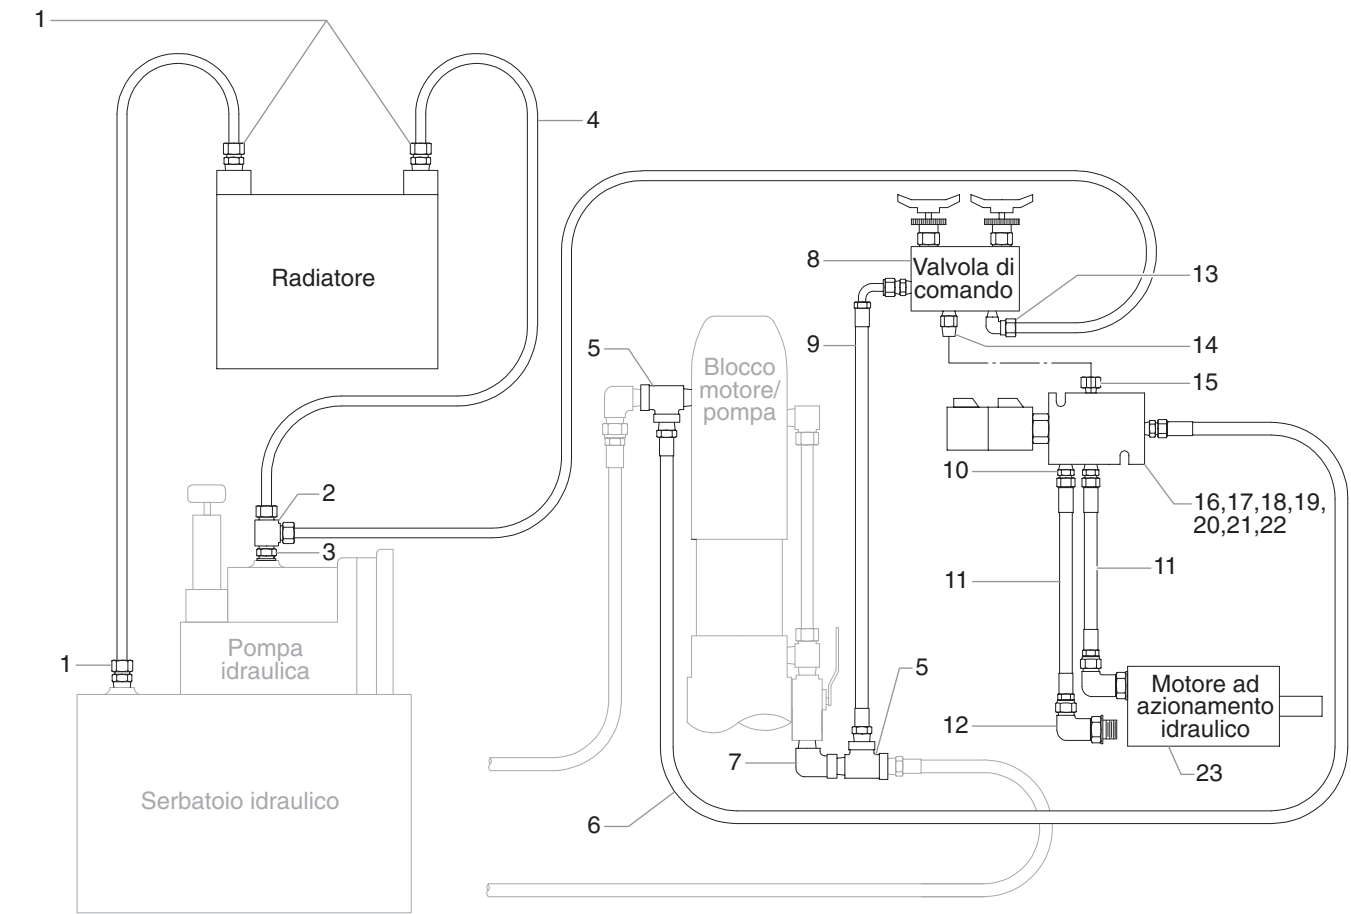 1
4
Radiatore
8
Valvola di
comando
13
9
14
5
Blocco
motore/
pompa
15
10
2
16,17,18,19,
20,21,22
3
11
11
Pompa
idraulica
1
5
Motore ad
azionamento
idraulico
12
7
23
Serbatoio idraulico
6